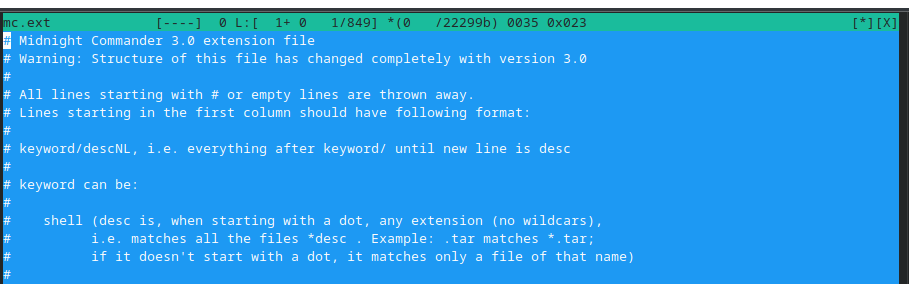 mc.ext [----] 0 L:[ 1+ 0 1/849] *(0 /22299b) 0035 0x023 [*][X]
# Midnight Commander 3.0 extension file
# Warning: Structure of this file has changed completely with version 3.0
#
# All lines starting with # or empty lines are thrown away.
# Lines starting in the first column should have following format:
#
# keyword/descNL, i.e. everything after keyword/ until new line is desc
#
# keyword can be:
#
#    shell (desc is, when starting with a dot, any extension (no wildcars),
#          i.e. matches all the files *desc . Example: .tar matches *.tar;
#          if it doesn't start with a dot, it matches only a file of that name)
#